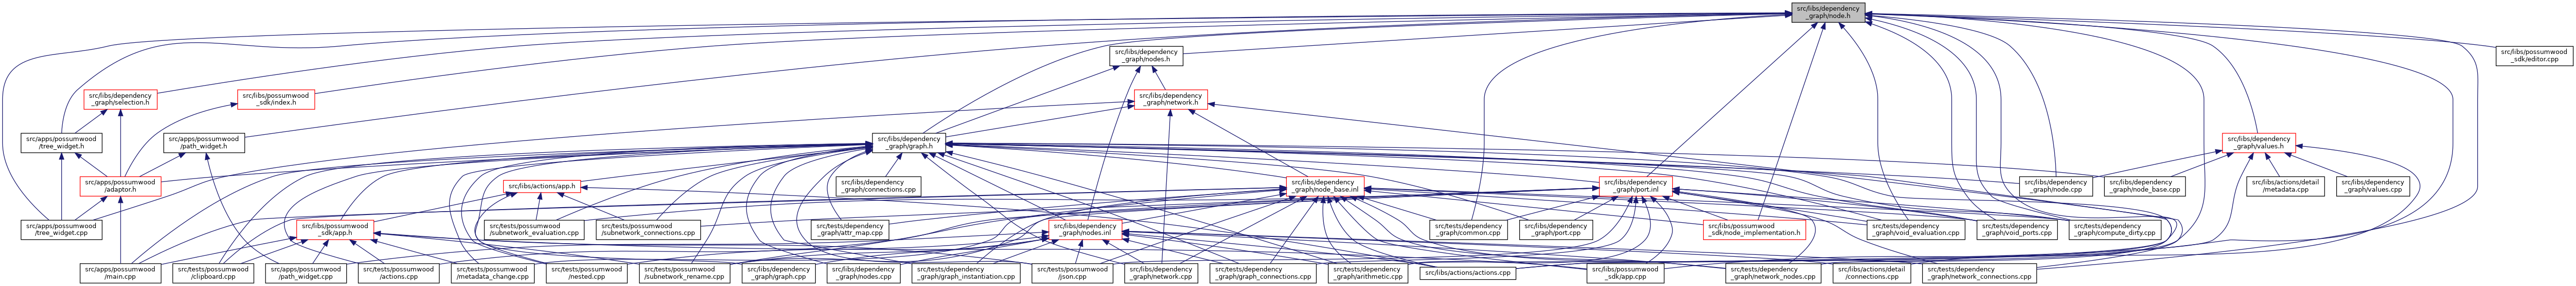 src/libs/dependency
_graph/node.h
src/libs/dependency
_graph/nodes.h
src/libs/possumwood
_sdk/editor.cpp
src/libs/dependency
_graph/selection.h
src/libs/possumwood
_sdk/index.h
src/libs/dependency
_graph/network.h
src/apps/possumwood
/tree_widget.h
src/apps/possumwood
/path_widget.h
src/libs/dependency
_graph/graph.h
src/libs/dependency
_graph/values.h
src/apps/possumwood
/adaptor.h
src/libs/actions/app.h
src/libs/dependency
_graph/connections.cpp
src/libs/dependency
_graph/node_base.inl
src/libs/dependency
_graph/port.inl
src/libs/dependency
_graph/node.cpp
src/libs/dependency
_graph/node_base.cpp
src/libs/actions/detail
/metadata.cpp
src/libs/dependency
_graph/values.cpp
src/apps/possumwood
/tree_widget.cpp
src/libs/possumwood
_sdk/app.h
src/tests/possumwood
/subnetwork_evaluation.cpp
src/tests/possumwood
/subnetwork_connections.cpp
src/tests/dependency
_graph/attr_map.cpp
src/libs/dependency
_graph/nodes.inl
src/tests/dependency
_graph/common.cpp
src/libs/dependency
_graph/port.cpp
src/libs/possumwood
_sdk/node_implementation.h
src/tests/dependency
_graph/void_evaluation.cpp
src/tests/dependency
_graph/void_ports.cpp
src/tests/dependency
_graph/compute_dirty.cpp
src/apps/possumwood
/main.cpp
src/tests/possumwood
/clipboard.cpp
src/apps/possumwood
/path_widget.cpp
src/tests/possumwood
/actions.cpp
src/tests/possumwood
/metadata_change.cpp
src/tests/possumwood
/nested.cpp
src/tests/possumwood
/subnetwork_rename.cpp
src/libs/dependency
_graph/graph.cpp
src/libs/dependency
_graph/nodes.cpp
src/tests/dependency
_graph/graph_instantiation.cpp
src/tests/possumwood
/json.cpp
src/libs/dependency
_graph/network.cpp
src/tests/dependency
_graph/graph_connections.cpp
src/tests/dependency
_graph/arithmetic.cpp
src/libs/actions/actions.cpp
src/libs/possumwood
_sdk/app.cpp
src/tests/dependency
_graph/network_nodes.cpp
src/libs/actions/detail
/connections.cpp
src/tests/dependency
_graph/network_connections.cpp